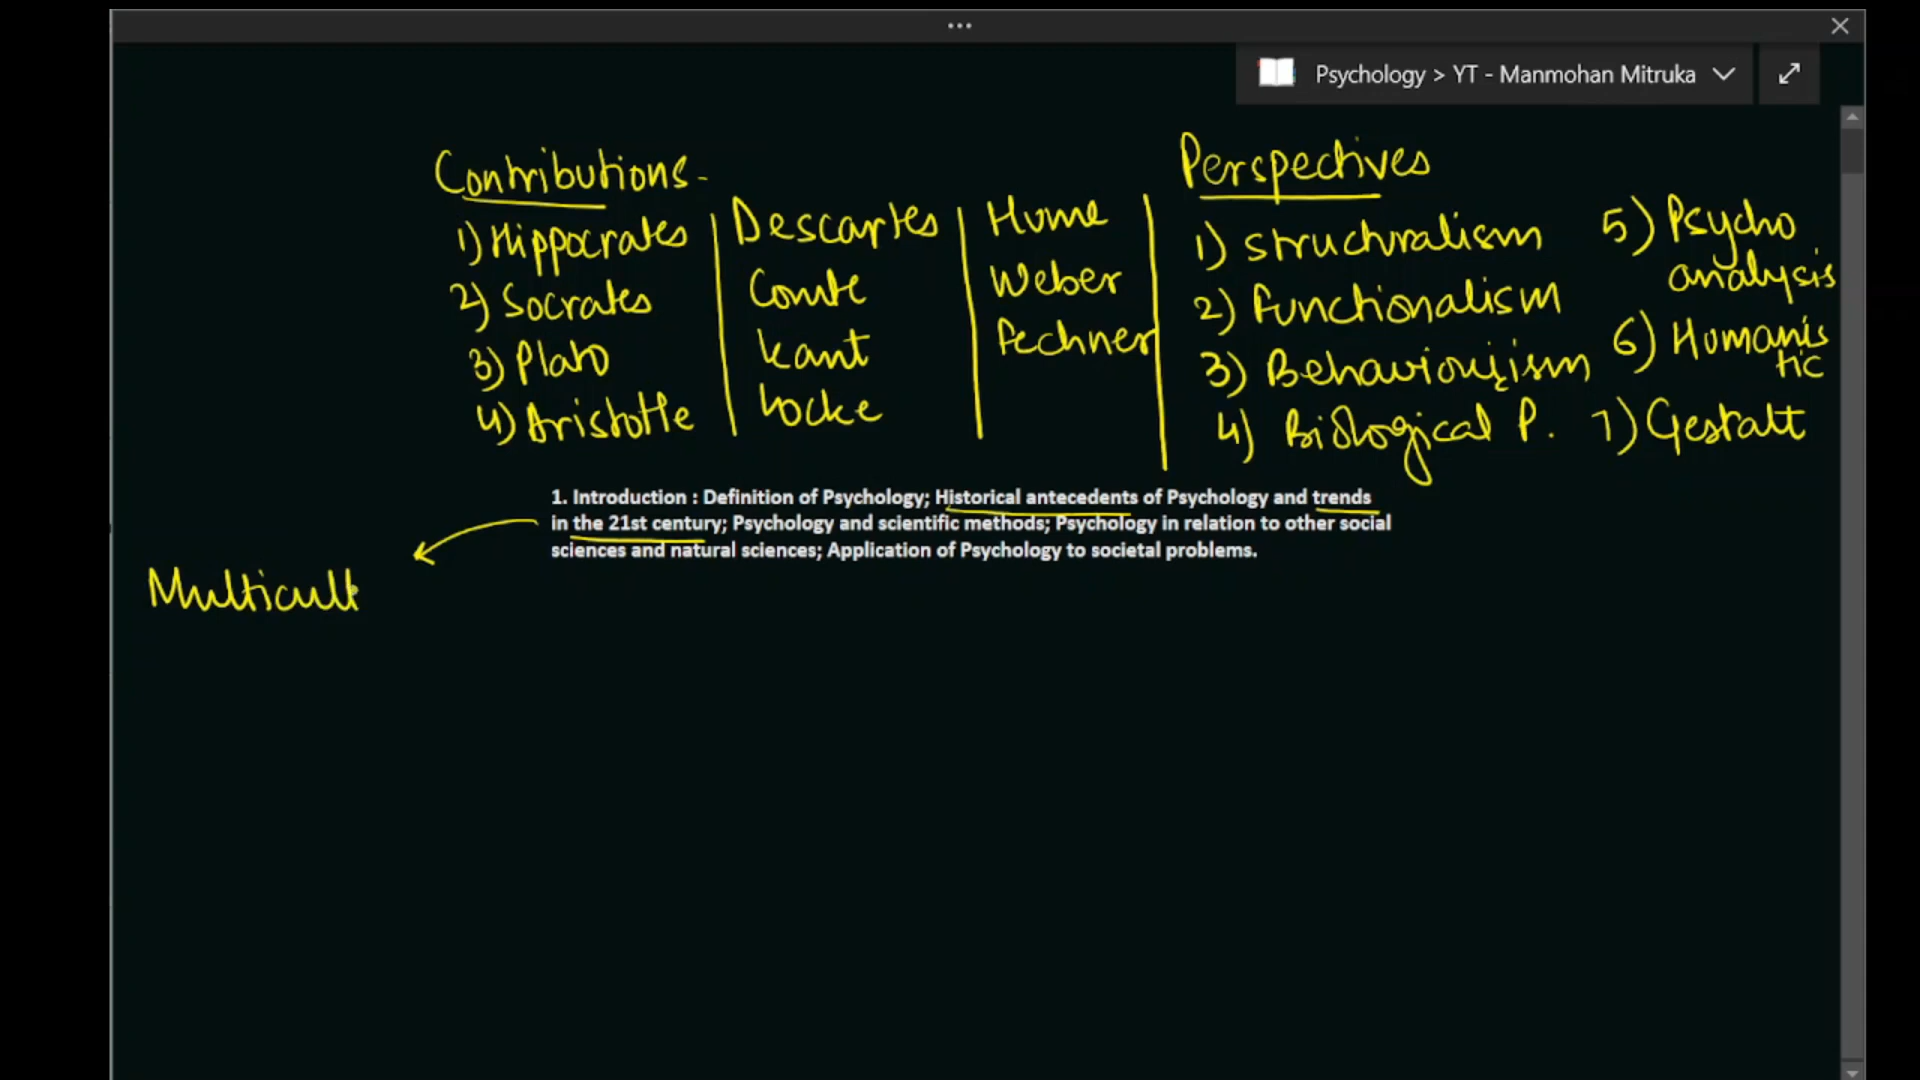 Psychology > YT - Manmohan Mitruka
Contributions -
1) Hippocrates
2) Socrates
3) Plato
4) Aristotle
Descartes
Comte
Kant
Locke
Hume
Weber
Fechner
Perspectives
1) Structuralism
2) Functionalism
3) Behaviourism
4) Biological P.
5) Psycho
analysis
6) Humanis
tic
7) Gestalt
1. Introduction : Definition of Psychology; Historical antecedents of Psychology and trends
in the 21st century; Psychology and scientific methods; Psychology in relation to other social
sciences and natural sciences; Application of Psychology to societal problems.
Multicult